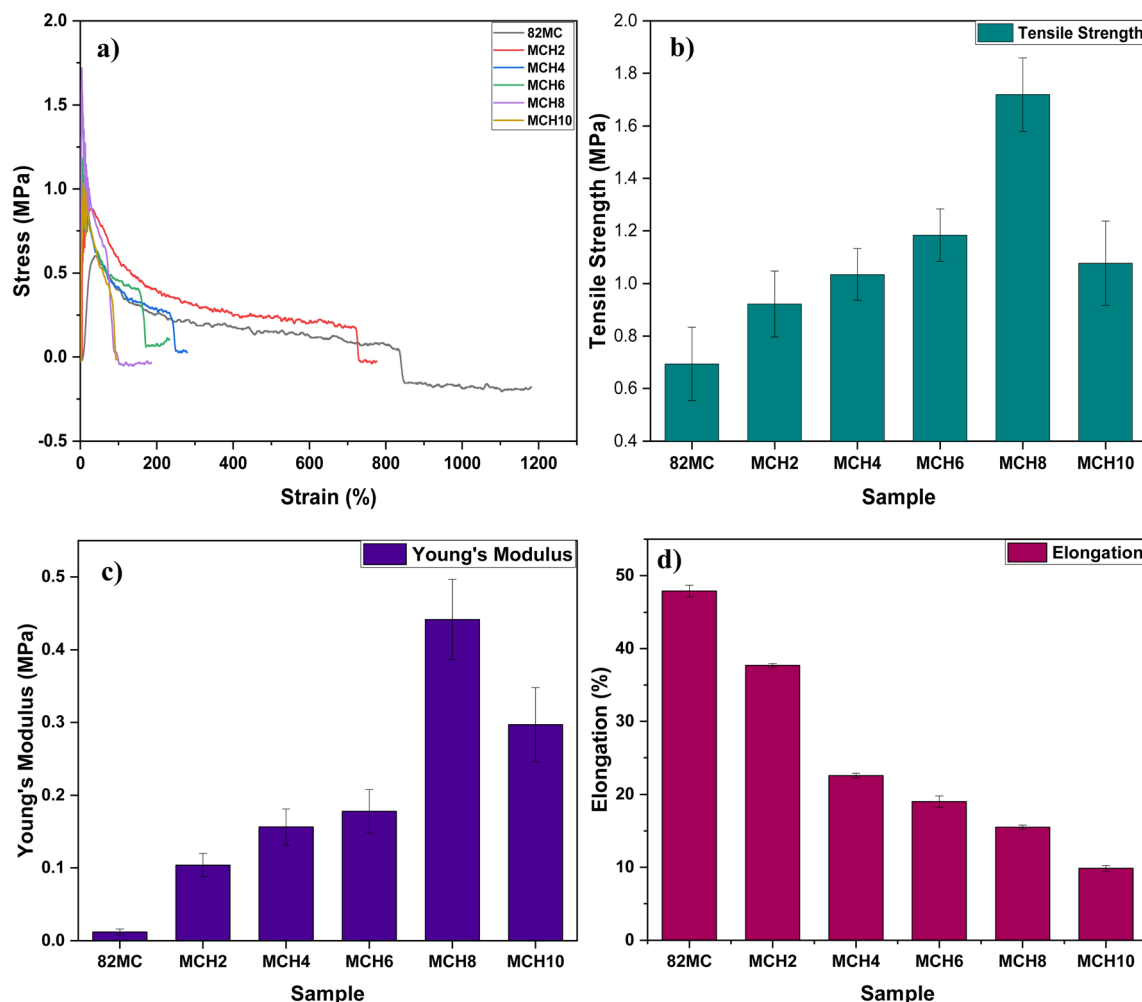 a)
82MC
MCH2
MCH4
MCH6
MCH8
MCH10
2.0
1.5
1.0
0.5
0.0
-0.5
Stress (MPa)
0 200 400 600 800 1000 1200
Strain (%)
b)
Tensile Strength
2.0
1.8
1.6
1.4
1.2
1.0
0.8
0.6
0.4
Tensile Strength (MPa)
82MC MCH2 MCH4 MCH6 MCH8 MCH10
Sample
c)
Young's Modulus
0.5
0.4
0.3
0.2
0.1
0.0
Young's Modulus (MPa)
82MC MCH2 MCH4 MCH6 MCH8 MCH10
Sample
d)
Elongation
50
40
30
20
10
0
Elongation (%)
82MC MCH2 MCH4 MCH6 MCH8 MCH10
Sample